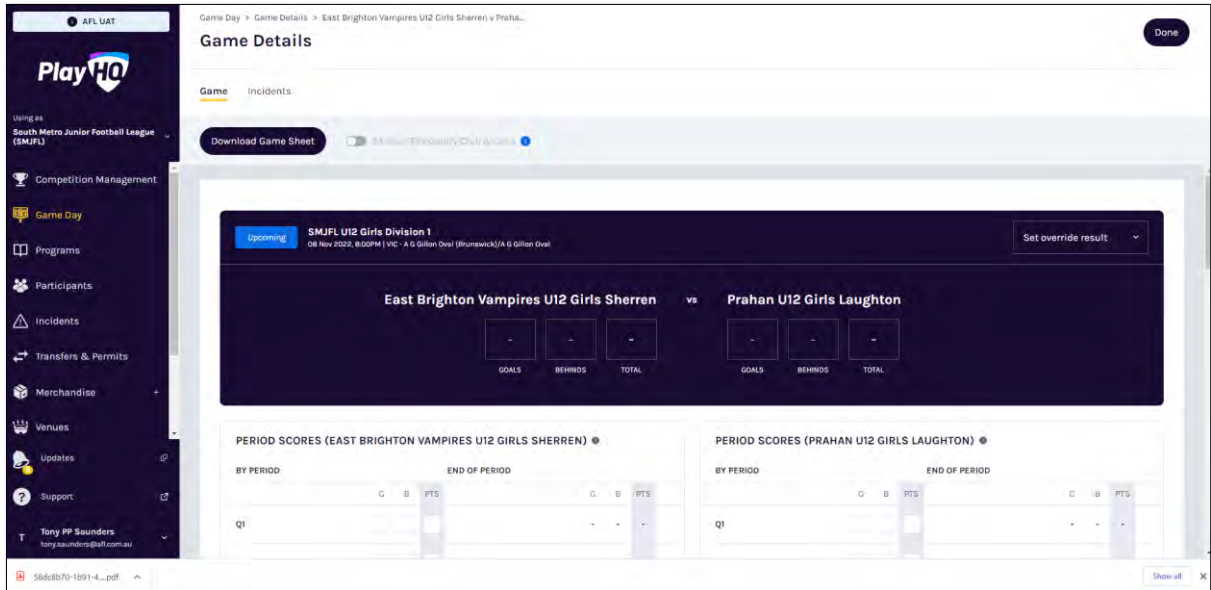 AFL UAT
PlayHQ
Using as
South Metro Junior Football League
(SMJFL)
Competition Management
Game Day
Programs
Participants
Incidents
Transfers & Permits
Merchandise +
Venues
Updates
Support
T Tony PP Saunders
tony.saunders@afl.com.au
Game Day > Game Details > East Brighton Vampires U12 Girls Sherren v Praha...
Game Details
Done
Game Incidents
Download Game Sheet
Upcoming
SMJFL U12 Girls Division 1
08 Nov 2022, 8:00PM | VIC - A G Gillon Oval (Brunswick)/A G Gillon Oval
Set override result
East Brighton Vampires U12 Girls Sherren vs Prahan U12 Girls Laughton
- - - - - -
GOALS BEHINDS TOTAL GOALS BEHINDS TOTAL
PERIOD SCORES (EAST BRIGHTON VAMPIRES U12 GIRLS SHERREN)
BY PERIOD END OF PERIOD
G B PTS G B PTS
Q1 - - -
PERIOD SCORES (PRAHAN U12 GIRLS LAUGHTON)
BY PERIOD END OF PERIOD
G B PTS G B PTS
Q1 - - -
58dc8b70-1b91-4....pdf
Show all